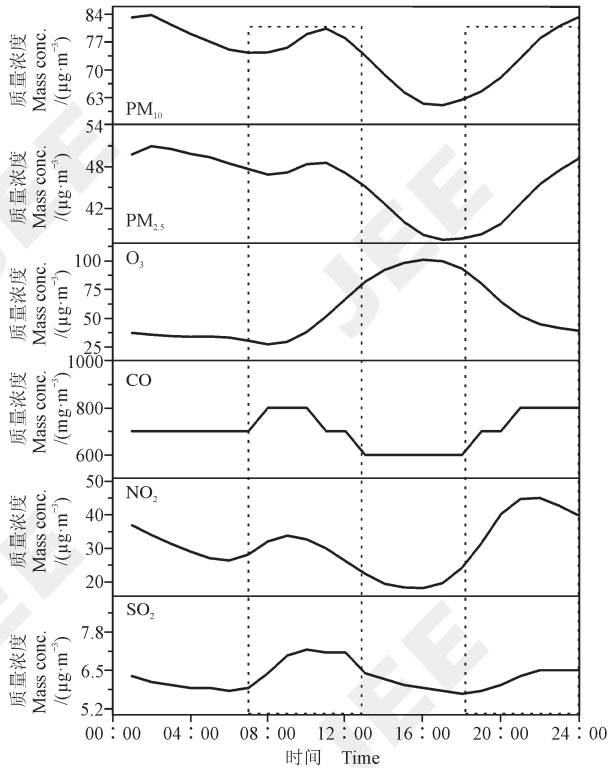 质量浓度
Mass conc.
/(μg·m⁻³)
84
77
70
63
PM₁₀
质量浓度
Mass conc.
/(μg·m⁻³)
54
48
42
PM₂.₅
质量浓度
Mass conc.
/(μg·m⁻³)
100
75
50
25
O₃
质量浓度
Mass conc.
/(mg·m⁻³)
1000
800
600
CO
质量浓度
Mass conc.
/(μg·m⁻³)
50
40
30
20
NO₂
质量浓度
Mass conc.
/(μg·m⁻³)
7.8
6.5
5.2
SO₂
00：00 04：00 08：00 12：00 16：00 20：00 24：00
时间 Time
JEE
JEE
JEE
JEE